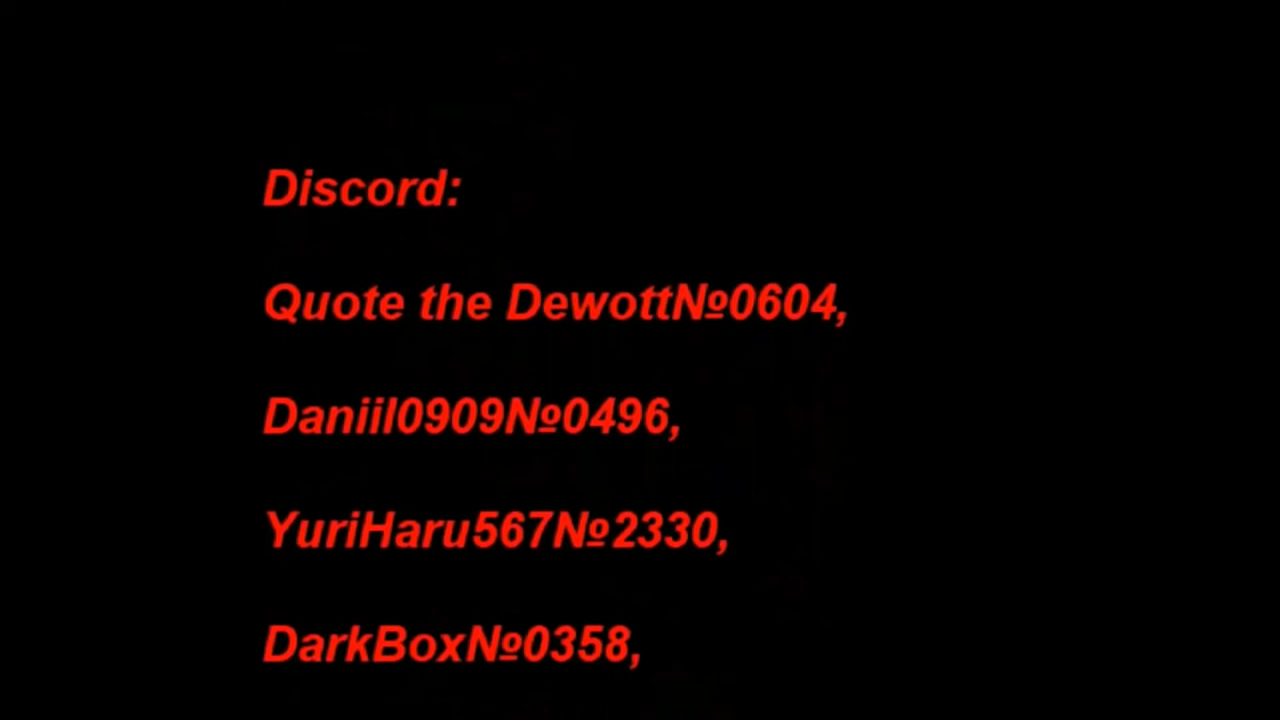 Discord:
Quote the Dewott№0604,
Daniil0909№0496,
YuriHaru567№2330,
DarkBox№0358,